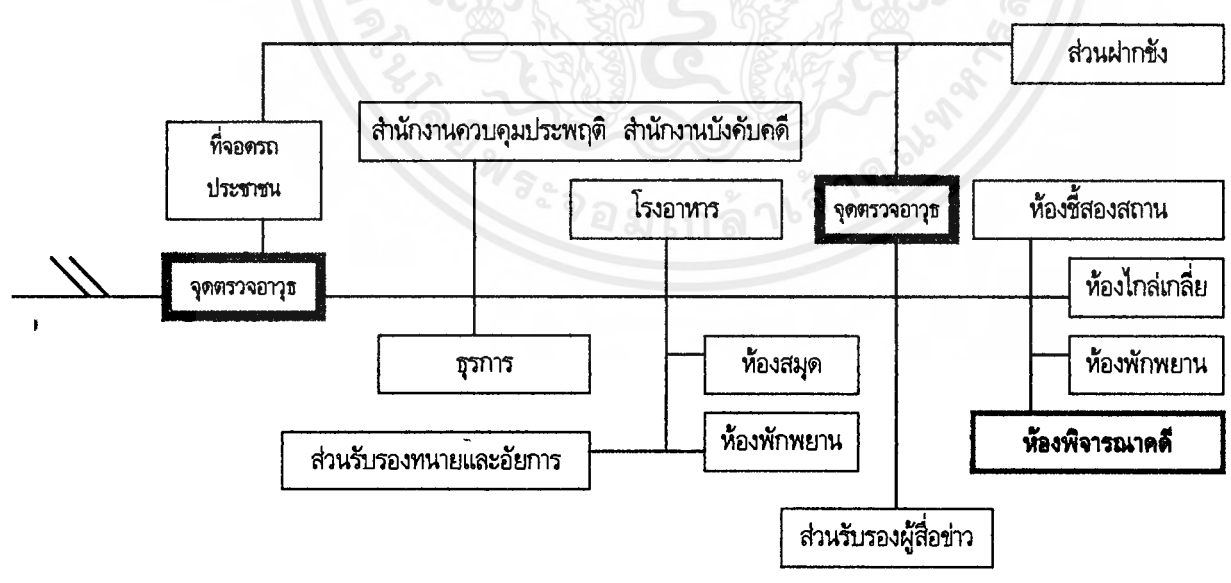 ส่วนฝากขัง
สำนักงานควบคุมประพฤติ สำนักงานบังคับคดี
ที่จอดรถ
ประชาชน
โรงอาหาร
จุดตรวจอาวุธ
ห้องชี้สองสถาน
จุดตรวจอาวุธ
ห้องไกล่เกลี่ย
ธุรการ
ห้องสมุด
ห้องพักพยาน
ส่วนรับรองทนายและอัยการ
ห้องพักพยาน
ห้องพิจารณาคดี
ส่วนรับรองผู้สื่อข่าว